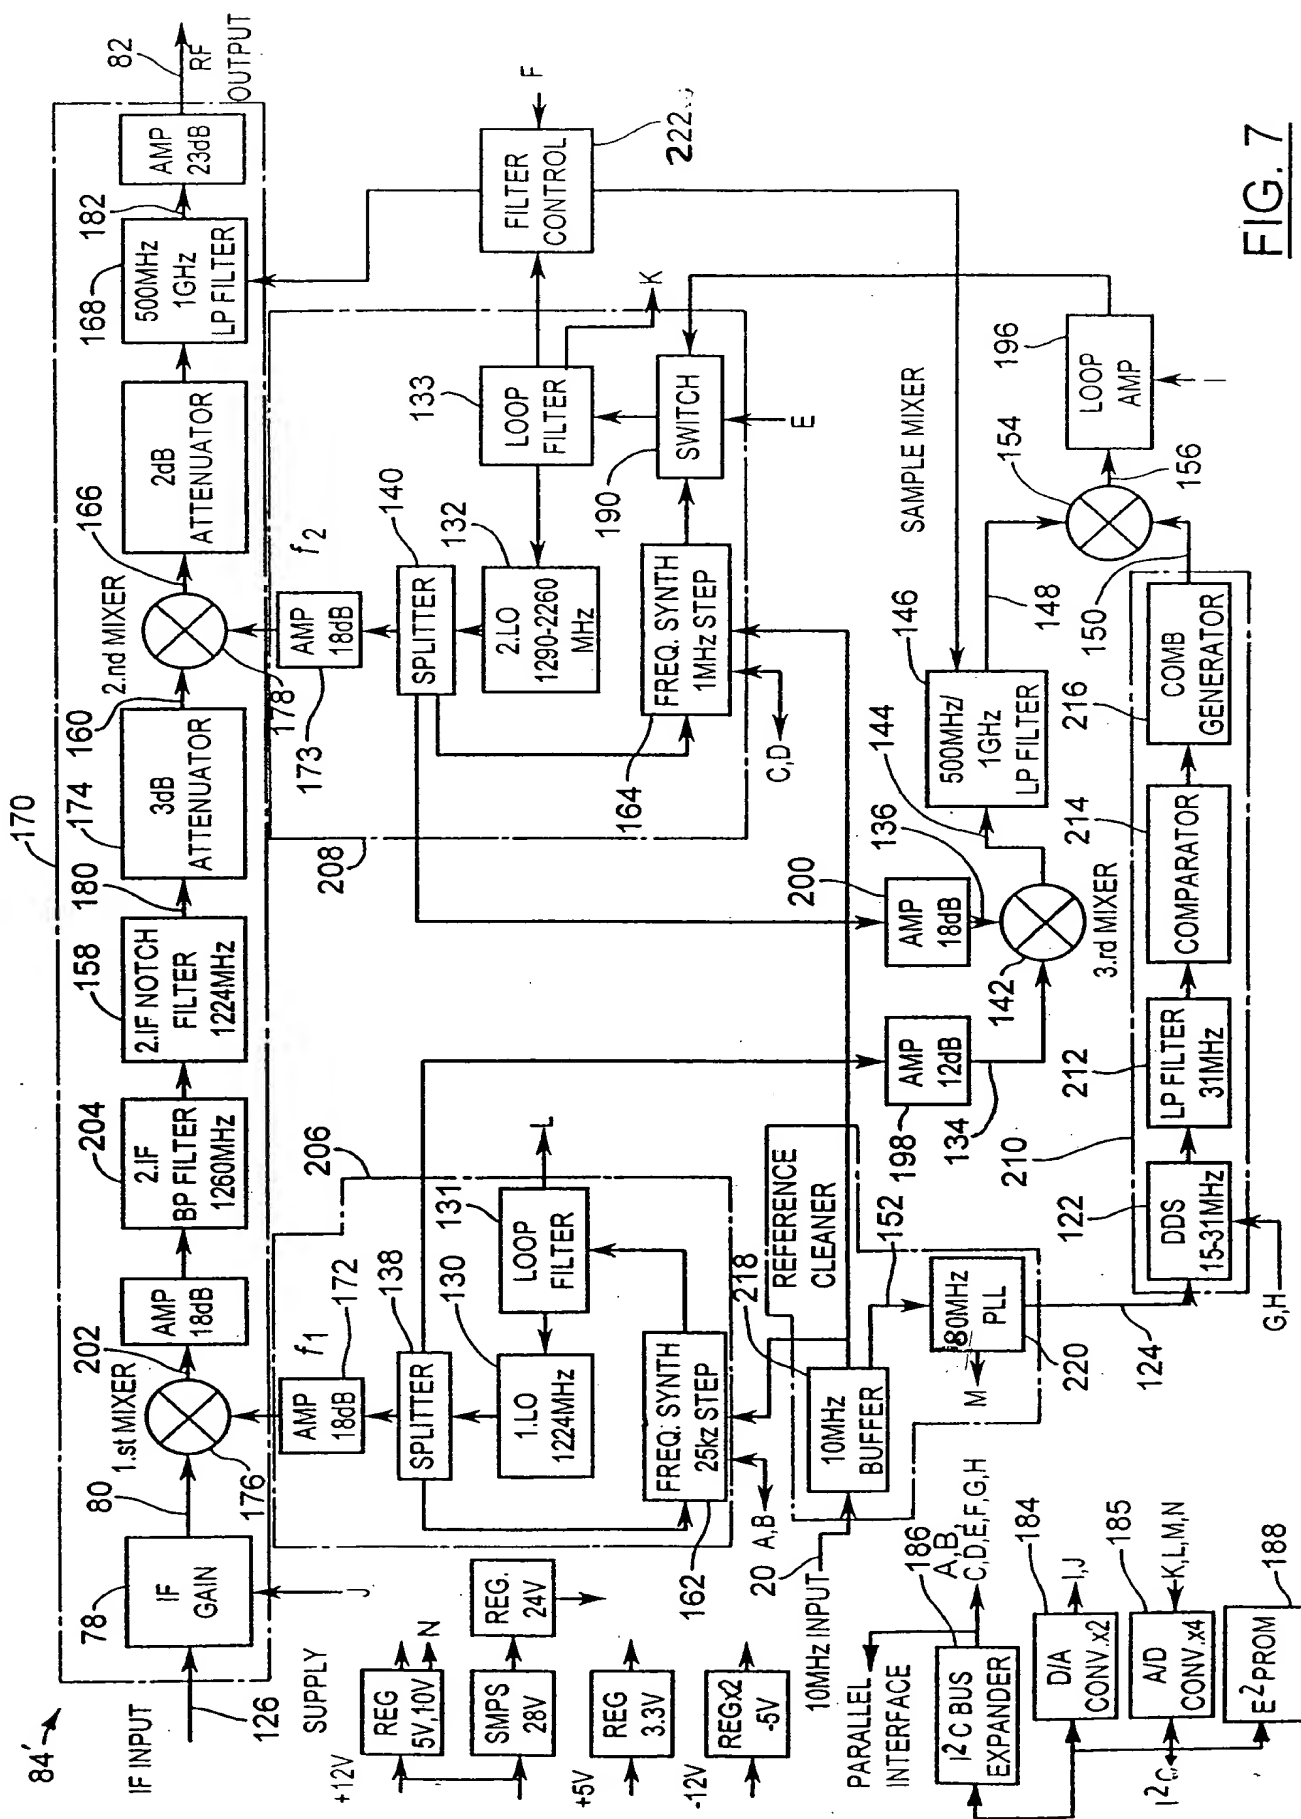 84'
170
IF INPUT
126
78
IF
GAIN
J
80
1.st MIXER
176
202
AMP
18dB
204
2.IF
BP FILTER
1260MHz
158
2.IF NOTCH
FILTER
1224MHz
180
174
3dB
ATTENUATOR
160
2.nd MIXER
178
166
2dB
ATTENUATOR
168
500MHz
1GHz
LP FILTER
182
AMP
23dB
82
RF
OUTPUT
SUPPLY
+12V
REG
5V,10V
N
SMPS
28V
REG.
24V
+5V
REG
3.3V
-12V
REGx2
-5V
f1
AMP
18dB
172
SPLITTER
138
1.LO
1224MHz
130
LOOP
FILTER
131
L
206
FREQ. SYNTH
25kz STEP
162
A,B
f2
AMP
18dB
173
SPLITTER
140
2.LO
1290-2260
MHz
132
LOOP
FILTER
133
K
FREQ. SYNTH
1MHz STEP
164
C,D
SWITCH
190
E
208
FILTER
CONTROL
F
222
10MHz INPUT
20
10MHz
BUFFER
218
REFERENCE
CLEANER
152
80MHz
PLL
M
220
124
AMP
12dB
198
134
AMP
18dB
200
136
142
3.rd MIXER
144
500MHz/
1GHz
LP FILTER
146
SAMPLE MIXER
148
154
150
156
LOOP
AMP
196
I
210
DDS
15-31MHz
122
G,H
LP FILTER
31MHz
212
COMPARATOR
214
COMB
GENERATOR
216
PARALLEL
INTERFACE
I2C BUS
EXPANDER
186
A,B,
C,D,E,F,G,H
D/A
CONV.x2
184
I,J
A/D
CONV.x4
185
K,L,M,N
I2C
E2PROM
188
FIG. 7